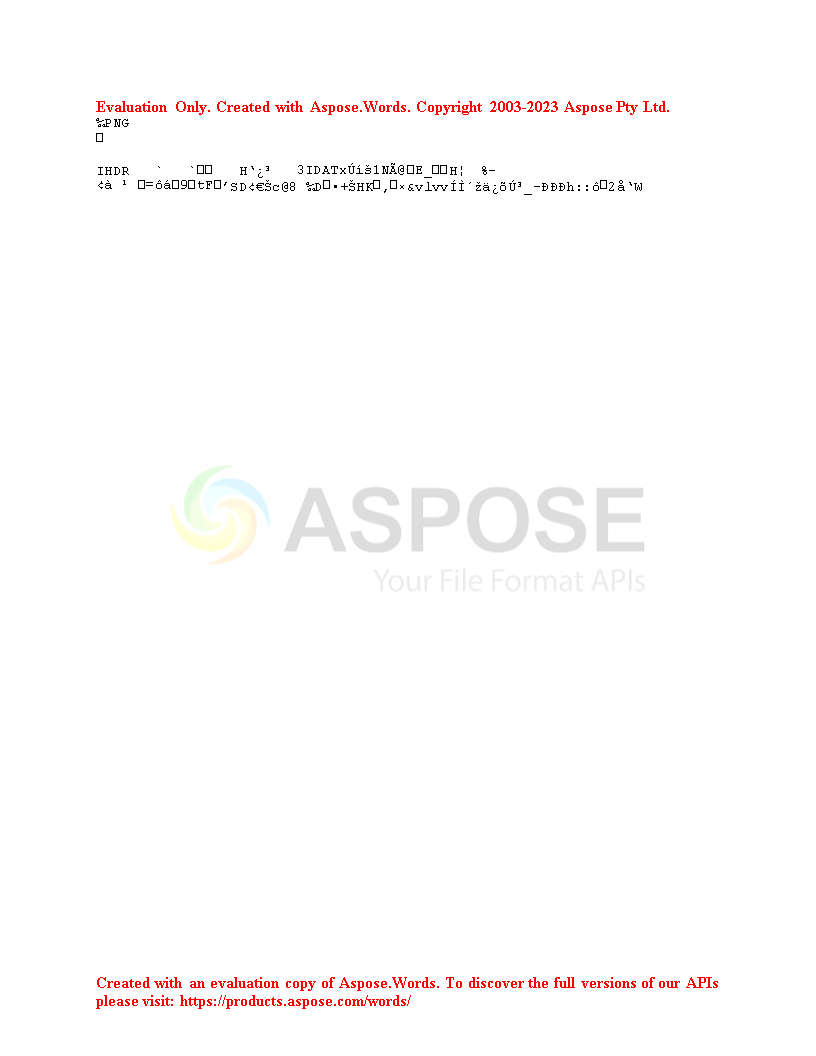 Evaluation Only. Created with Aspose.Words. Copyright 2003-2023 Aspose Pty Ltd.
‰PNG
□
IHDR ` `□□ H‘¿³ 3IDATxÚíš1NÃ@□E_□□H¦ %-
¢à ¹ □=ôá□9□tF□’SD¢€Šc@8 ‰D□•+ŠHK□‚□×&vlvvÍÌ´žä¿õÚ³_–ÐÐÐh::ô□2å‘W
ASPOSE
Your File Format APIs
Created with an evaluation copy of Aspose.Words. To discover the full versions of our APIs
please visit: https://products.aspose.com/words/